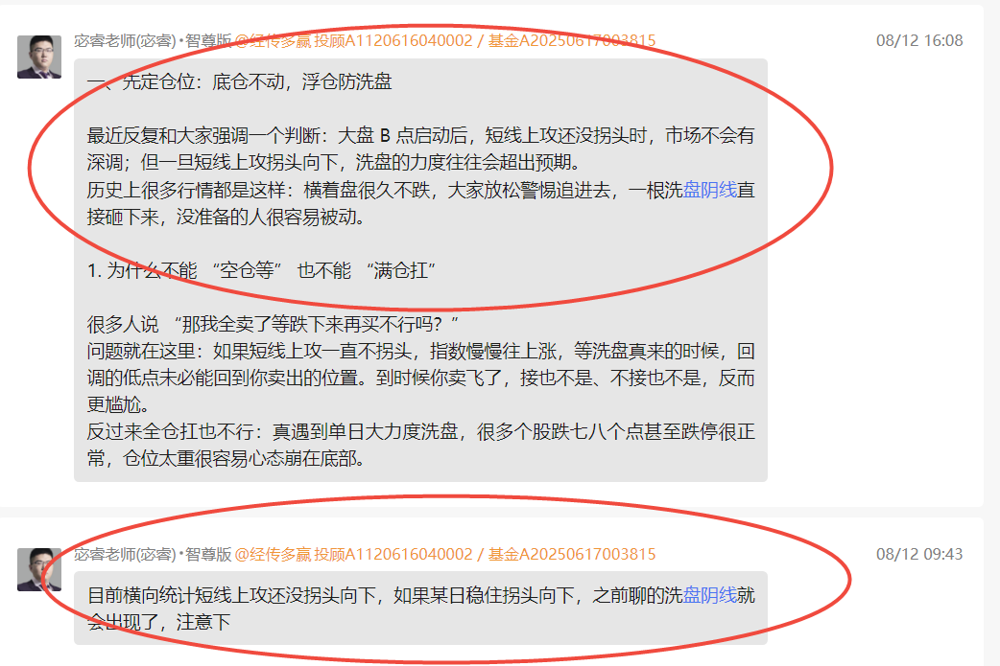 宓睿老师(宓睿)·智尊版 @经传多赢 投顾A1120616040002 / 基金A20250617003815 08/12 16:08
一、先定仓位：底仓不动，浮仓防洗盘
最近反复和大家强调一个判断：大盘 B 点启动后，短线上攻还没拐头时，市场不会有
深调；但一旦短线上攻拐头向下，洗盘的力度往往会超出预期。
历史上很多行情都是这样：横着盘很久不跌，大家放松警惕追进去，一根洗盘阴线直
接砸下来，没准备的人很容易被动。
1. 为什么不能 “空仓等” 也不能 “满仓扛”
很多人说 “那我全卖了等跌下来再买不行吗？”
问题就在这里：如果短线上攻一直不拐头，指数慢慢往上涨，等洗盘真来的时候，回
调的低点未必能回到你卖出的位置。到时候你卖飞了，接也不是、不接也不是，反而
更尴尬。
反过来全仓扛也不行：真遇到单日大力度洗盘，很多个股跌七八个点甚至跌停很正
常，仓位太重很容易心态崩在底部。
宓睿老师(宓睿)·智尊版 @经传多赢 投顾A1120616040002 / 基金A20250617003815 08/12 09:43
目前横向统计短线上攻还没拐头向下，如果某日稳住拐头向下，之前聊的洗盘阴线就
会出现了，注意下